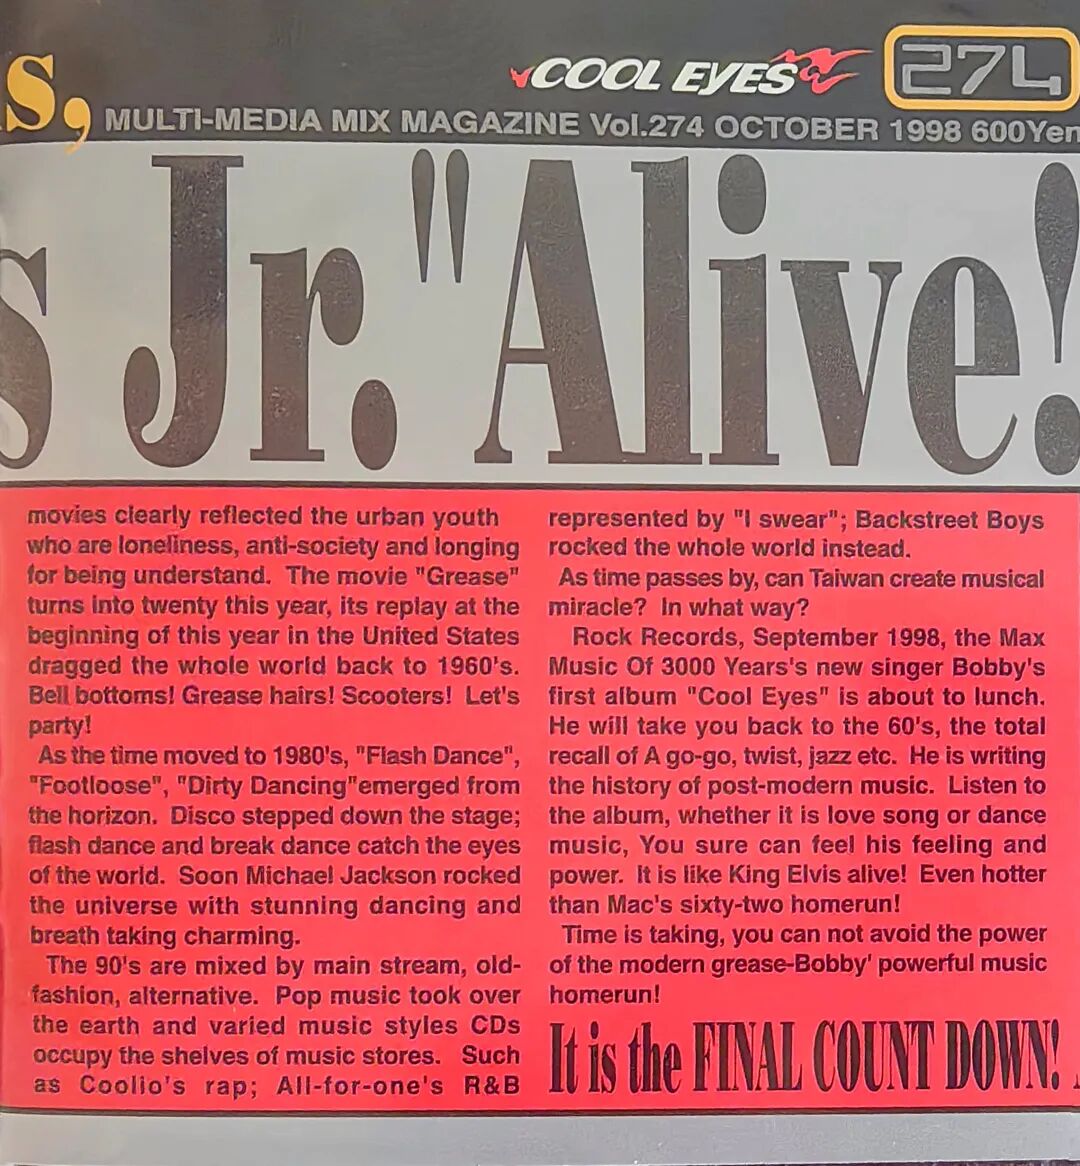 s,
COOL EYES
274
MULTI-MEDIA MIX MAGAZINE Vol.274 OCTOBER 1998 600Yen
s Jr."Alive!
movies clearly reflected the urban youth
who are loneliness, anti-society and longing
for being understand. The movie "Grease"
turns into twenty this year, its replay at the
beginning of this year in the United States
dragged the whole world back to 1960's.
Bell bottoms! Grease hairs! Scooters! Let's
party!
As the time moved to 1980's, "Flash Dance",
"Footloose", "Dirty Dancing"emerged from
the horizon. Disco stepped down the stage;
flash dance and break dance catch the eyes
of the world. Soon Michael Jackson rocked
the universe with stunning dancing and
breath taking charming.
The 90's are mixed by main stream, old-
fashion, alternative. Pop music took over
the earth and varied music styles CDs
occupy the shelves of music stores. Such
as Coolio's rap; All-for-one's R&B
represented by "I swear"; Backstreet Boys
rocked the whole world instead.
As time passes by, can Taiwan create musical
miracle? In what way?
Rock Records, September 1998, the Max
Music Of 3000 Years's new singer Bobby's
first album "Cool Eyes" is about to lunch.
He will take you back to the 60's, the total
recall of A go-go, twist, jazz etc. He is writing
the history of post-modern music. Listen to
the album, whether it is love song or dance
music, You sure can feel his feeling and
power. It is like King Elvis alive! Even hotter
than Mac's sixty-two homerun!
Time is taking, you can not avoid the power
of the modern grease-Bobby' powerful music
homerun!
It is the FINAL COUNT DOWN!